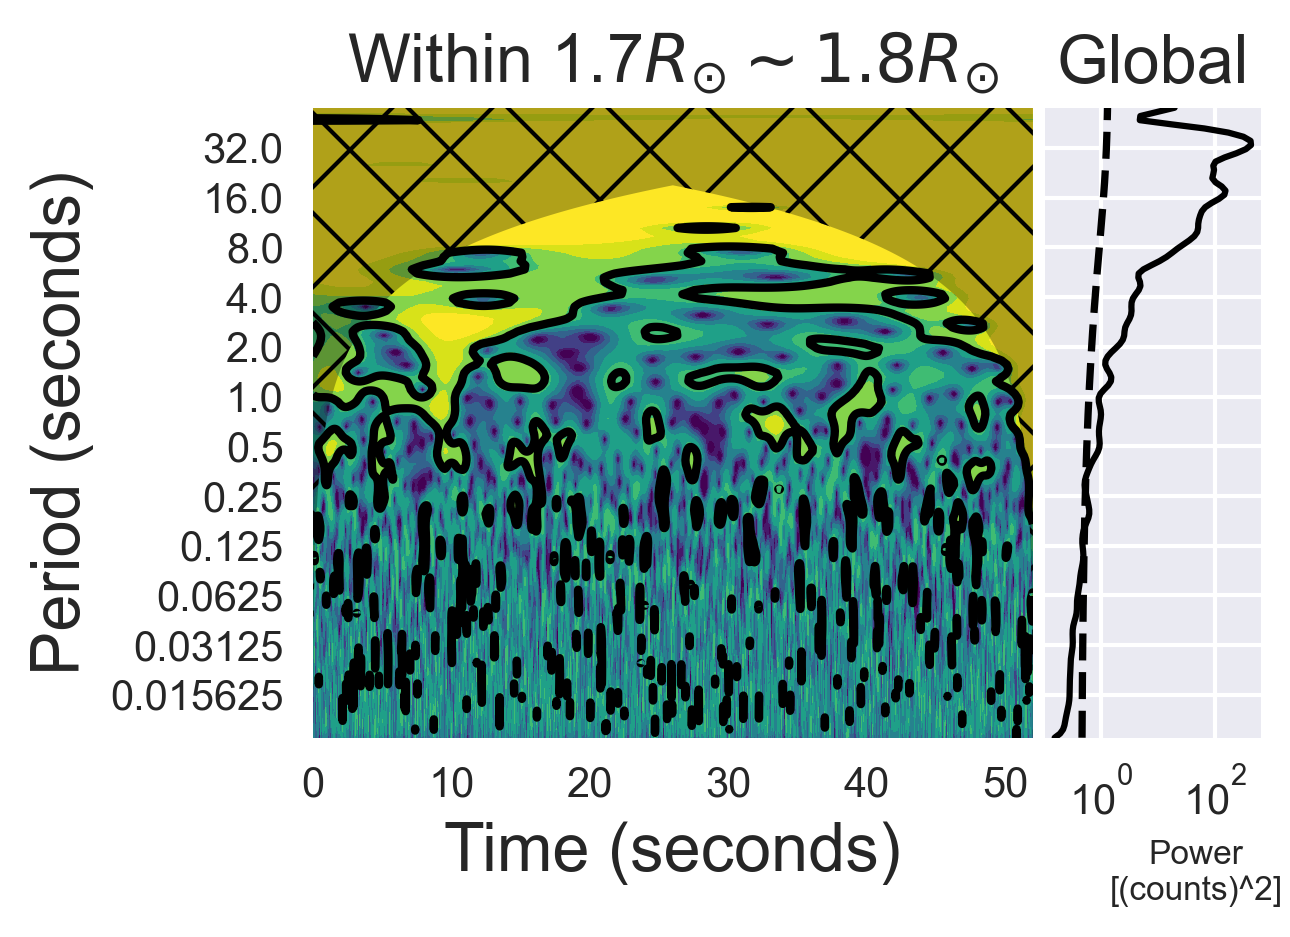 Within 1.7R⊙ ~ 1.8R⊙
Global
Period (seconds)
32.0
16.0
8.0
4.0
2.0
1.0
0.5
0.25
0.125
0.0625
0.03125
0.015625
0 10 20 30 40 50
Time (seconds)
10^0 10^2
Power
[(counts)^2]